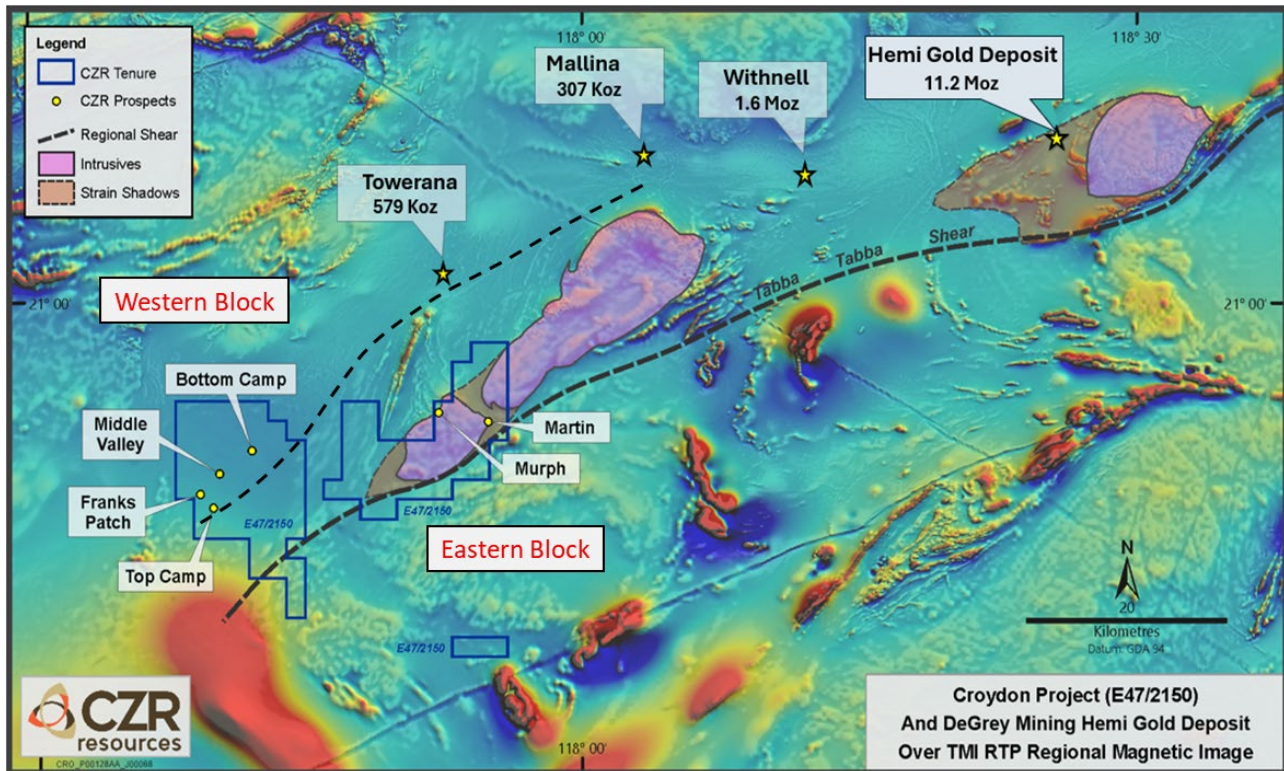 Legend
CZR Tenure
CZR Prospects
Regional Shear
Intrusives
Strain Shadows
118° 00'
118° 30'
Mallina
307 Koz
Withnell
1.6 Moz
Hemi Gold Deposit
11.2 Moz
Towerana
579 Koz
Tabba Tabba Shear
21° 00'
21° 00'
Western Block
Bottom Camp
Middle
Valley
Franks
Patch
Top Camp
E47/2150
Martin
Murph
E47/2150
Eastern Block
E47/2150
N
20
Kilometres
Datum: GDA 94
CZR
resources
CRO_P00128AA_J00068
118° 00'
Croydon Project (E47/2150)
And DeGrey Mining Hemi Gold Deposit
Over TMI RTP Regional Magnetic Image